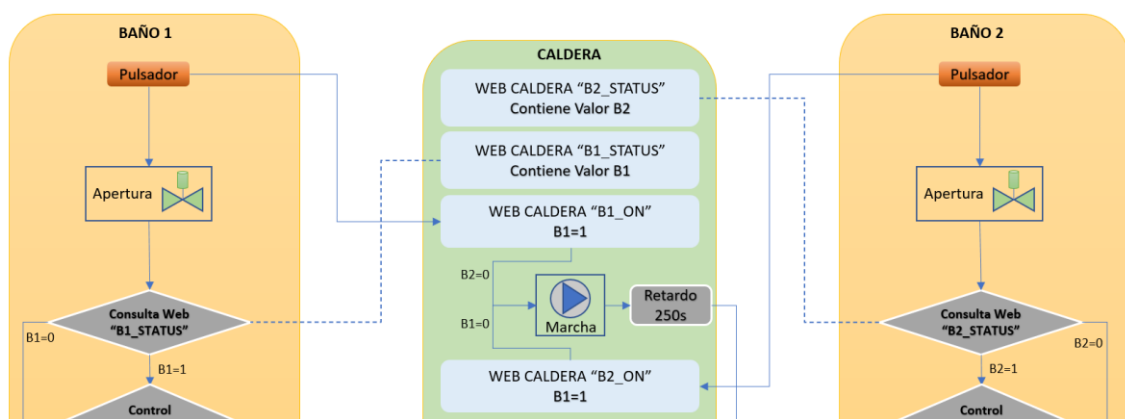 BAÑO 1
Pulsador
Apertura
Consulta Web
“B1_STATUS”
B1=0
B1=1
Control
CALDERA
WEB CALDERA “B2_STATUS”
Contiene Valor B2
WEB CALDERA “B1_STATUS”
Contiene Valor B1
WEB CALDERA “B1_ON”
B1=1
B2=0
Marcha
Retardo
250s
B1=0
WEB CALDERA “B2_ON”
B1=1
BAÑO 2
Pulsador
Apertura
Consulta Web
“B2_STATUS”
B2=0
B2=1
Control